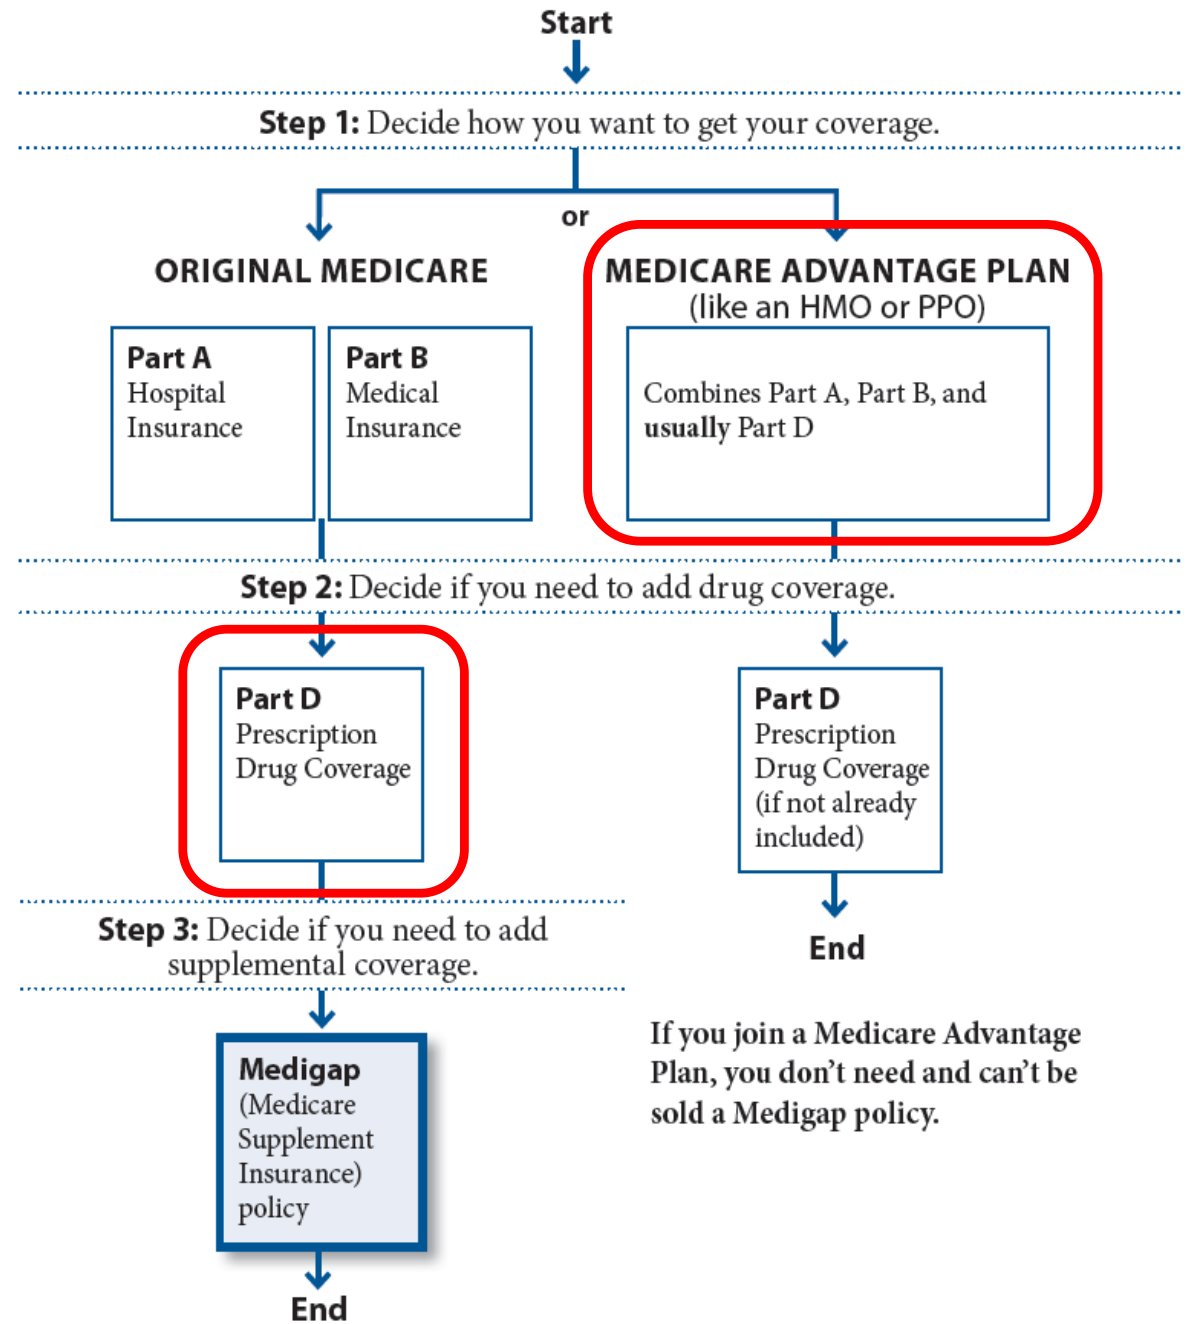 Start
Step 1: Decide how you want to get your coverage.
or
ORIGINAL MEDICARE
Part A
Hospital
Insurance
Part B
Medical
Insurance
MEDICARE ADVANTAGE PLAN
(like an HMO or PPO)
Combines Part A, Part B, and
usually Part D
Step 2: Decide if you need to add drug coverage.
Part D
Prescription
Drug Coverage
Part D
Prescription
Drug Coverage
(if not already
included)
End
Step 3: Decide if you need to add
supplemental coverage.
Medigap
(Medicare
Supplement
Insurance)
policy
End
If you join a Medicare Advantage
Plan, you don’t need and can’t be
sold a Medigap policy.